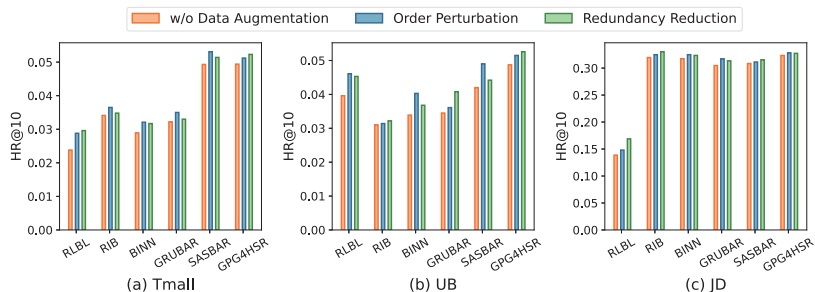 w/o Data Augmentation Order Perturbation Redundancy Reduction
HR@10
0.05
0.04
0.03
0.02
0.01
0.00
RLBL RIB BINN GRUBAR SASBAR GPG4HSR
(a) Tmall
HR@10
0.05
0.04
0.03
0.02
0.01
0.00
RLBL RIB BINN GRUBAR SASBAR GPG4HSR
(b) UB
HR@10
0.30
0.25
0.20
0.15
0.10
0.05
0.00
RLBL RIB BINN GRUBAR SASBAR GPG4HSR
(c) JD